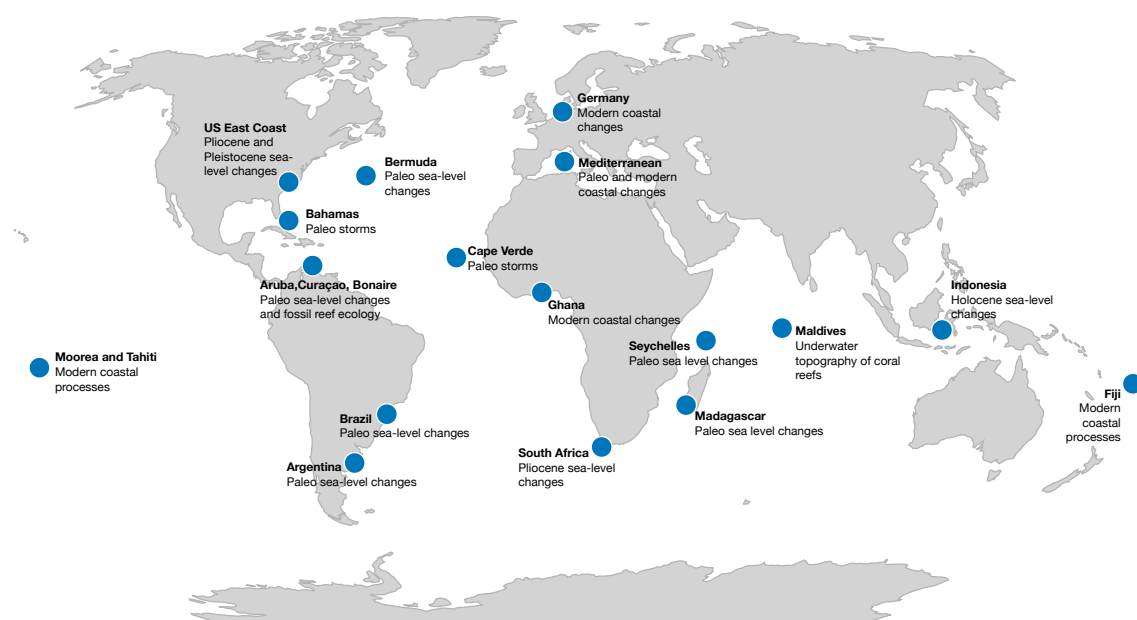 Germany
Modern coastal
changes
US East Coast
Pliocene and
Pleistocene sea-
level changes
Bermuda
Paleo sea-level
changes
Mediterranean
Paleo and modern
coastal changes
Bahamas
Paleo storms
Cape Verde
Paleo storms
Aruba,Curaçao, Bonaire
Paleo sea-level changes
and fossil reef ecology
Ghana
Modern coastal changes
Indonesia
Holocene sea-level
changes
Maldives
Underwater
topography of coral
reefs
Seychelles
Paleo sea level changes
Moorea and Tahiti
Modern coastal
processes
Fiji
Modern
coastal
processes
Madagascar
Paleo sea level changes
Brazil
Paleo sea-level changes
South Africa
Pliocene sea-level
changes
Argentina
Paleo sea-level changes